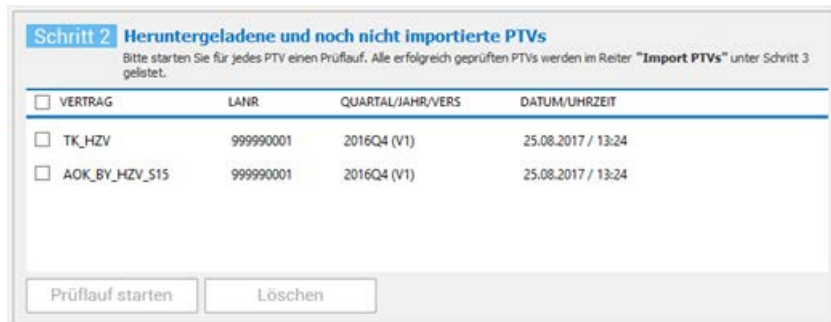 Schritt 2 Heruntergeladene und noch nicht importierte PTVs
Bitte starten Sie für jedes PTV einen Prüflauf. Alle erfolgreich geprüften PTVs werden im Reiter "Import PTVs" unter Schritt 3
gelistet.
VERTRAG LANR QUARTAL/JAHR/VERS DATUM/UHRZEIT
TK_HZV 999990001 2016Q4 (V1) 25.08.2017 / 13:24
AOK_BY_HZV_S15 999990001 2016Q4 (V1) 25.08.2017 / 13:24
Prüflauf starten Löschen